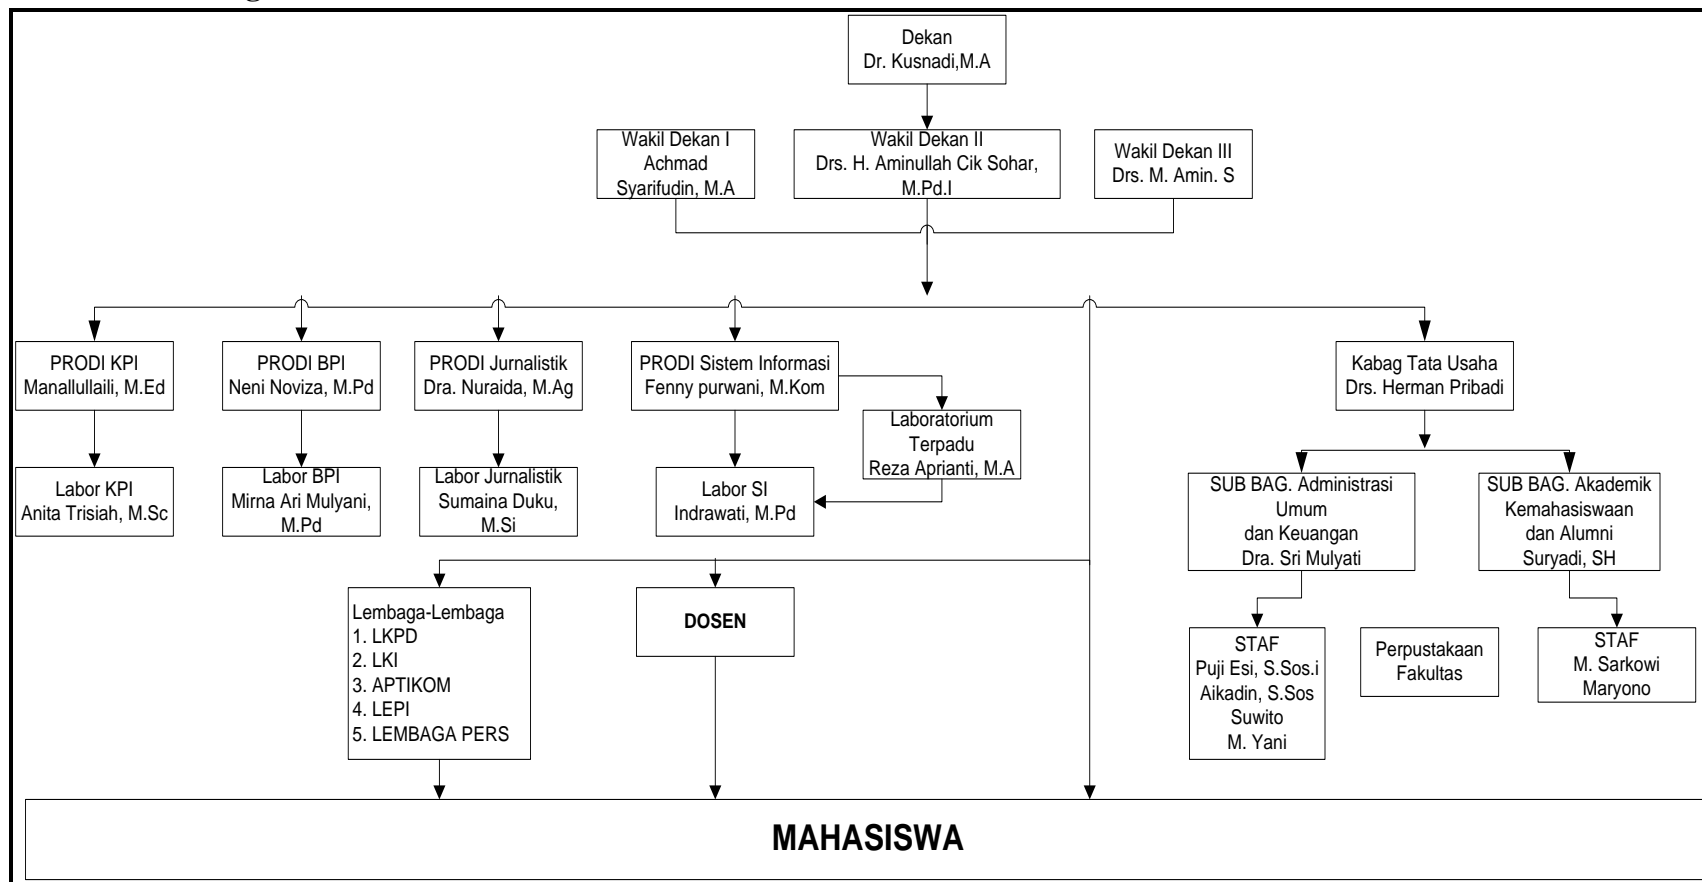 Dekan
Dr. Kusnadi,M.A
Wakil Dekan I
Achmad
Syarifudin, M.A
Wakil Dekan II
Drs. H. Aminullah Cik Sohar,
M.Pd.I
Wakil Dekan III
Drs. M. Amin. S
PRODI KPI
Manallullaili, M.Ed
PRODI BPI
Neni Noviza, M.Pd
PRODI Jurnalistik
Dra. Nuraida, M.Ag
PRODI Sistem Informasi
Fenny purwani, M.Kom
Kabag Tata Usaha
Drs. Herman Pribadi
Laboratorium
Terpadu
Reza Aprianti, M.A
Labor KPI
Anita Trisiah, M.Sc
Labor BPI
Mirna Ari Mulyani,
M.Pd
Labor Jurnalistik
Sumaina Duku,
M.Si
Labor SI
Indrawati, M.Pd
SUB BAG. Administrasi
Umum
dan Keuangan
Dra. Sri Mulyati
SUB BAG. Akademik
Kemahasiswaan
dan Alumni
Suryadi, SH
Lembaga-Lembaga
1. LKPD
2. LKI
3. APTIKOM
4. LEPI
5. LEMBAGA PERS
DOSEN
STAF
Puji Esi, S.Sos.i
Aikadin, S.Sos
Suwito
M. Yani
Perpustakaan
Fakultas
STAF
M. Sarkowi
Maryono
MAHASISWA